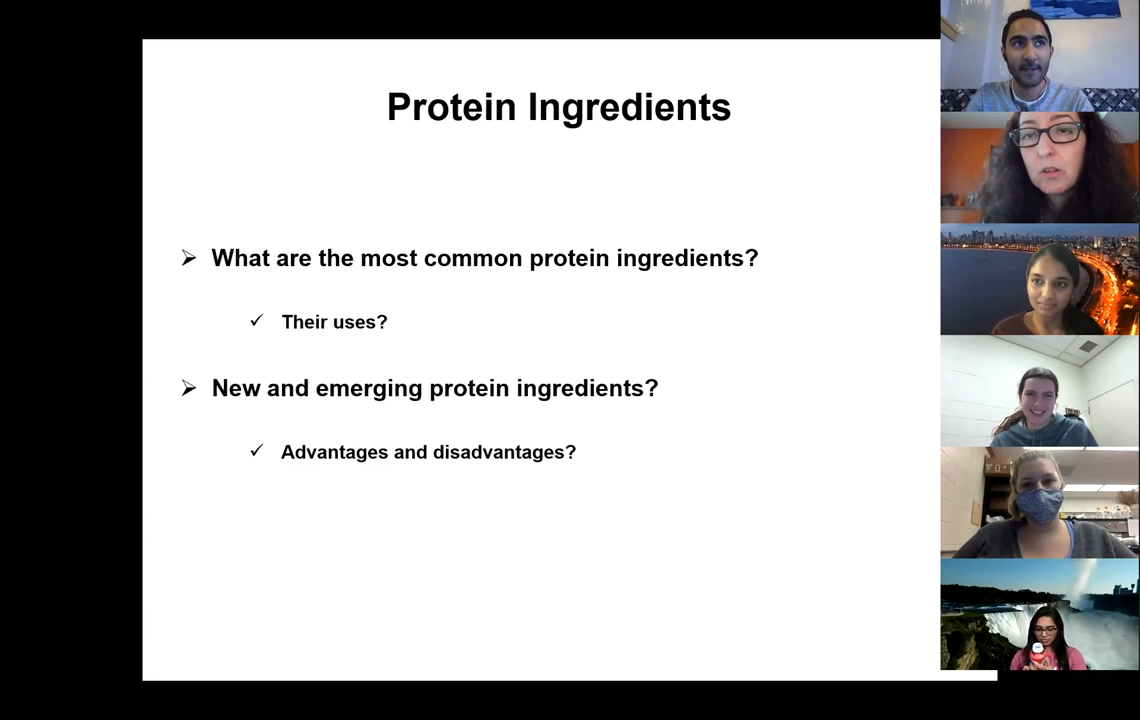 Protein Ingredients
➢ What are the most common protein ingredients?
✓ Their uses?
➢ New and emerging protein ingredients?
✓ Advantages and disadvantages?